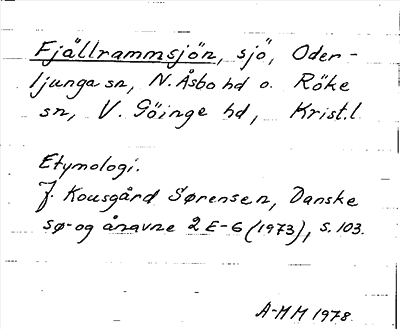 Fjällrammsjön, sjö, Oder-
ljunga sn, N. Åsbo hd o. Röke
sn, V. Göinge hd, Krist.l.
Etymologi.
J. Kousgård Sørensen, Danske
sø- og ånavne 2 E-G (1973), s. 103.
A-MM 1978.